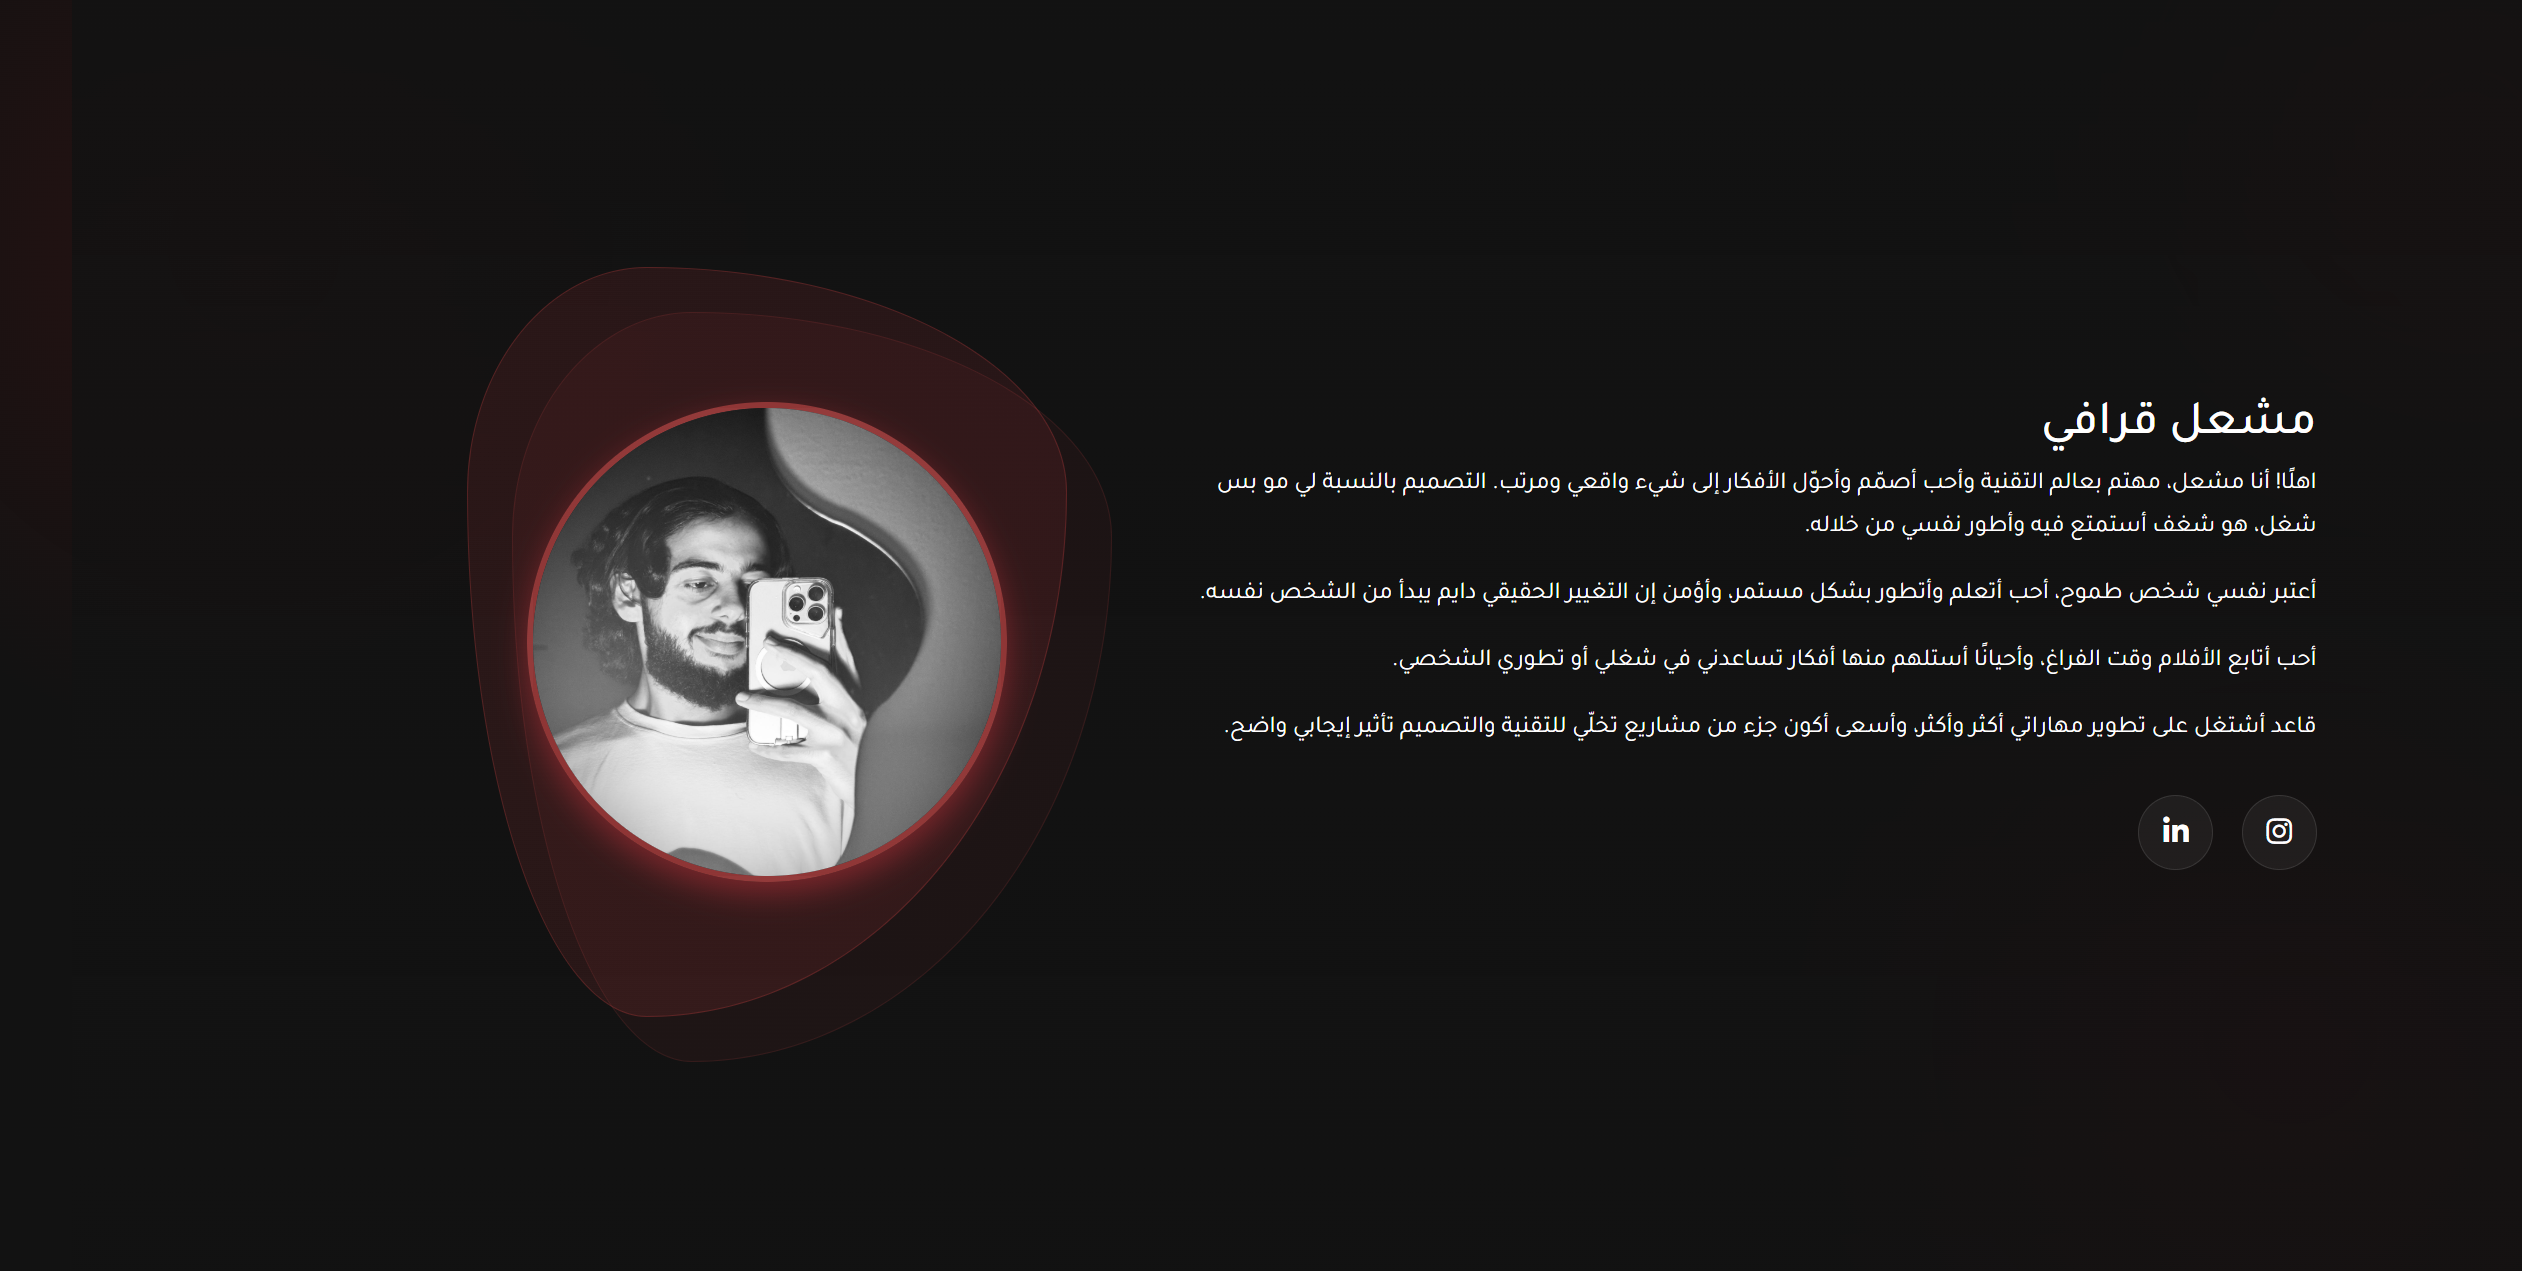 مشعل قرافي
اهلًا! أنا مشعل، مهتم بعالم التقنية وأحب أصمّم وأحوّل الأفكار إلى شيء واقعي ومرتب. التصميم بالنسبة لي مو بس
شغل، هو شغف أستمتع فيه وأطور نفسي من خلاله.
أعتبر نفسي شخص طموح، أحب أتعلم وأتطور بشكل مستمر، وأؤمن إن التغيير الحقيقي دايم يبدأ من الشخص نفسه.
أحب أتابع الأفلام وقت الفراغ، وأحيانًا أستلهم منها أفكار تساعدني في شغلي أو تطوري الشخصي.
قاعد أشتغل على تطوير مهاراتي أكثر وأكثر، وأسعى أكون جزء من مشاريع تخلّي للتقنية والتصميم تأثير إيجابي واضح.
in